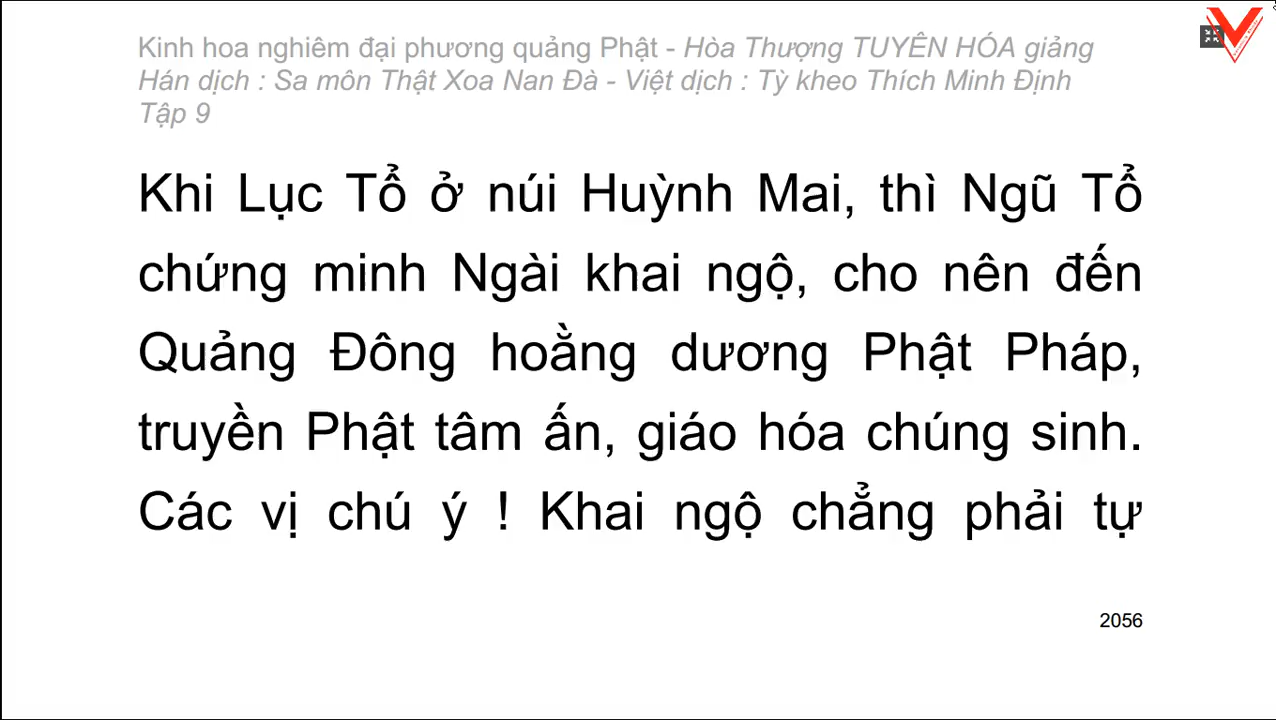 Kinh hoa nghiêm đại phương quảng Phật - Hòa Thượng TUYÊN HÓA giảng
Hán dịch : Sa môn Thật Xoa Nan Đà - Việt dịch : Tỳ kheo Thích Minh Định
Tập 9
Khi Lục Tổ ở núi Huỳnh Mai, thì Ngũ Tổ
chứng minh Ngài khai ngộ, cho nên đến
Quảng Đông hoằng dương Phật Pháp,
truyền Phật tâm ấn, giáo hóa chúng sinh.
Các vị chú ý ! Khai ngộ chẳng phải tự
2056